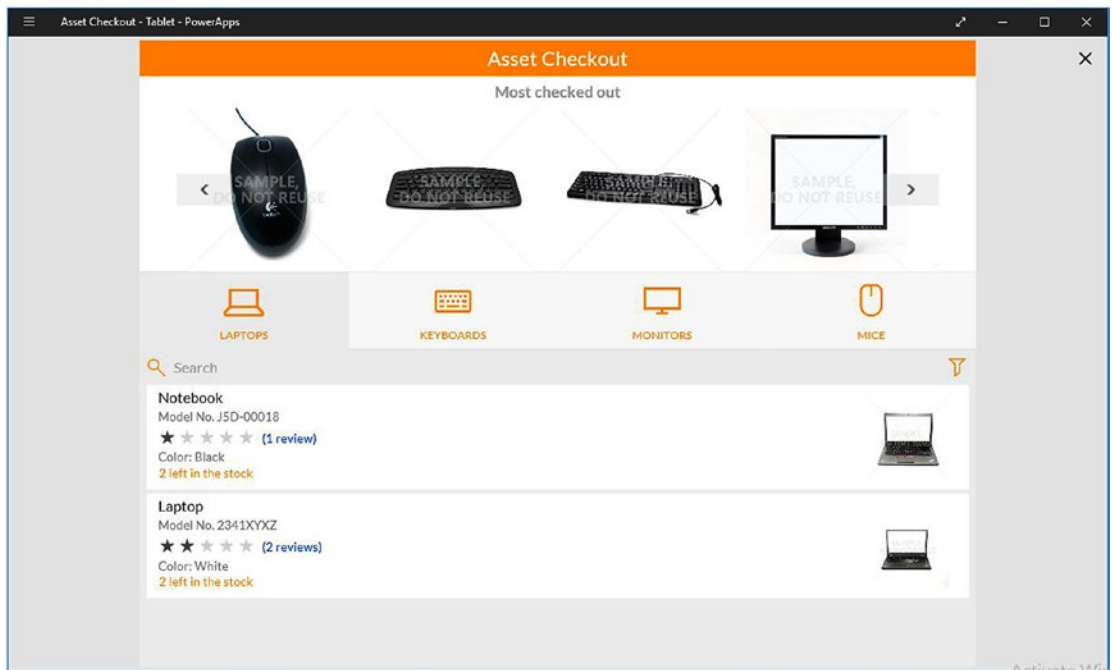 Asset Checkout - Tablet - PowerApps
Asset Checkout
Most checked out
SAMPLE,
DO NOT REUSE
SAMPLE,
DO NOT REUSE
SAMPLE,
DO NOT REUSE
SAMPLE,
DO NOT REUSE
LAPTOPS
KEYBOARDS
MONITORS
MICE
Search
Notebook
Model No. J5D-00018
(1 review)
Color: Black
2 left in the stock
Laptop
Model No. 2341XYXZ
(2 reviews)
Color: White
2 left in the stock